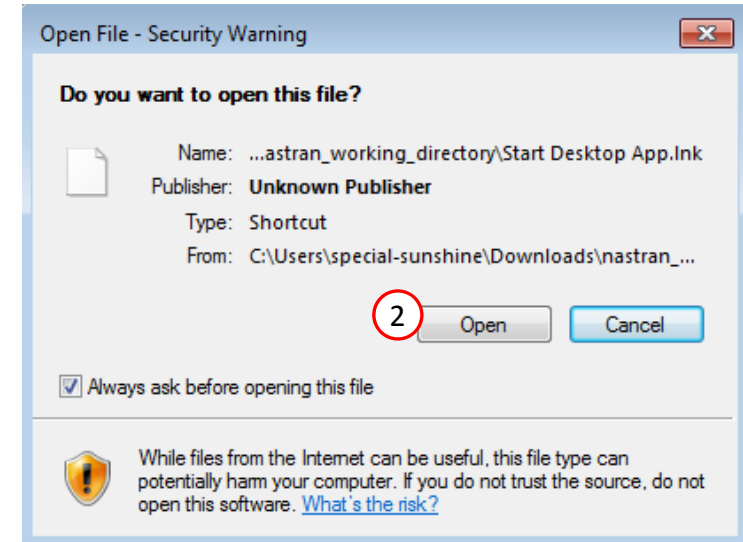 Open File - Security Warning
Do you want to open this file?
Name: ...astran_working_directory\Start Desktop App.lnk
Publisher: Unknown Publisher
Type: Shortcut
From: C:\Users\special-sunshine\Downloads\nastran_...
2 Open Cancel
Always ask before opening this file
While files from the Internet can be useful, this file type can
potentially harm your computer. If you do not trust the source, do not
open this software. What's the risk?